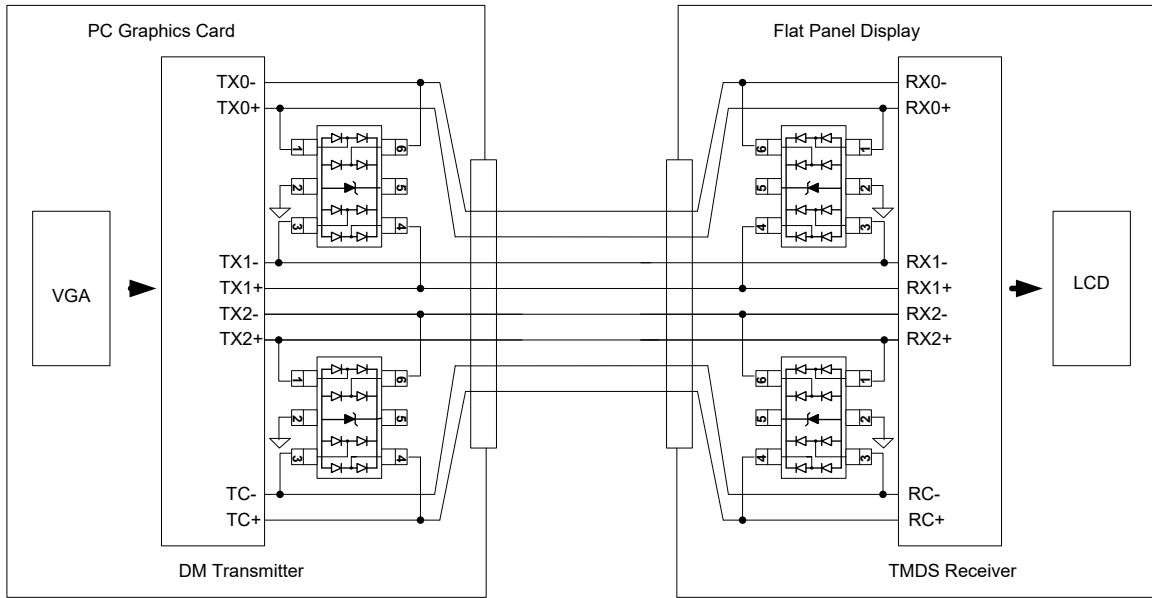 PC Graphics Card
Flat Panel Display
TX0-
RX0-
TX0+
RX0+
1
6
6
1
2
5
5
2
3
4
4
3
TX1-
RX1-
VGA
TX1+
RX1+
LCD
TX2-
RX2-
TX2+
RX2+
1
6
6
1
2
5
5
2
3
4
4
3
TC-
RC-
TC+
RC+
DM Transmitter
TMDS Receiver